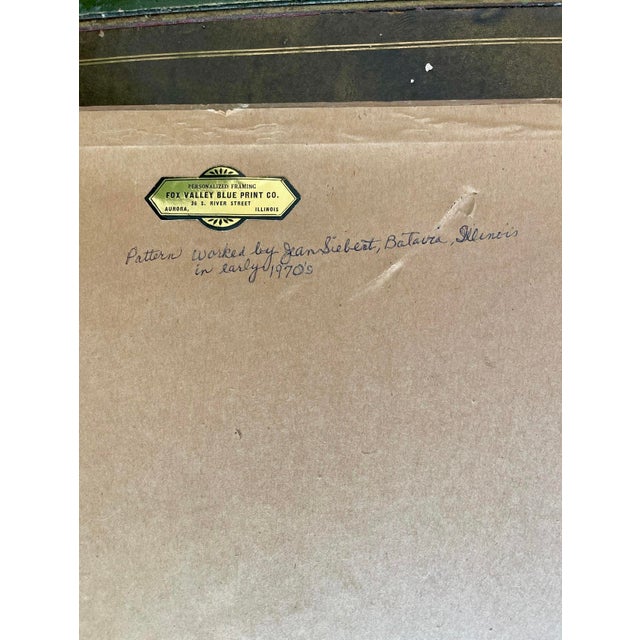 PERSONALIZED FRAMING
FOX VALLEY BLUE PRINT CO.
36 S. RIVER STREET
AURORA, ILLINOIS
Pattern Worked by Jean Siebert, Batavia, Illinois
in early 1970's